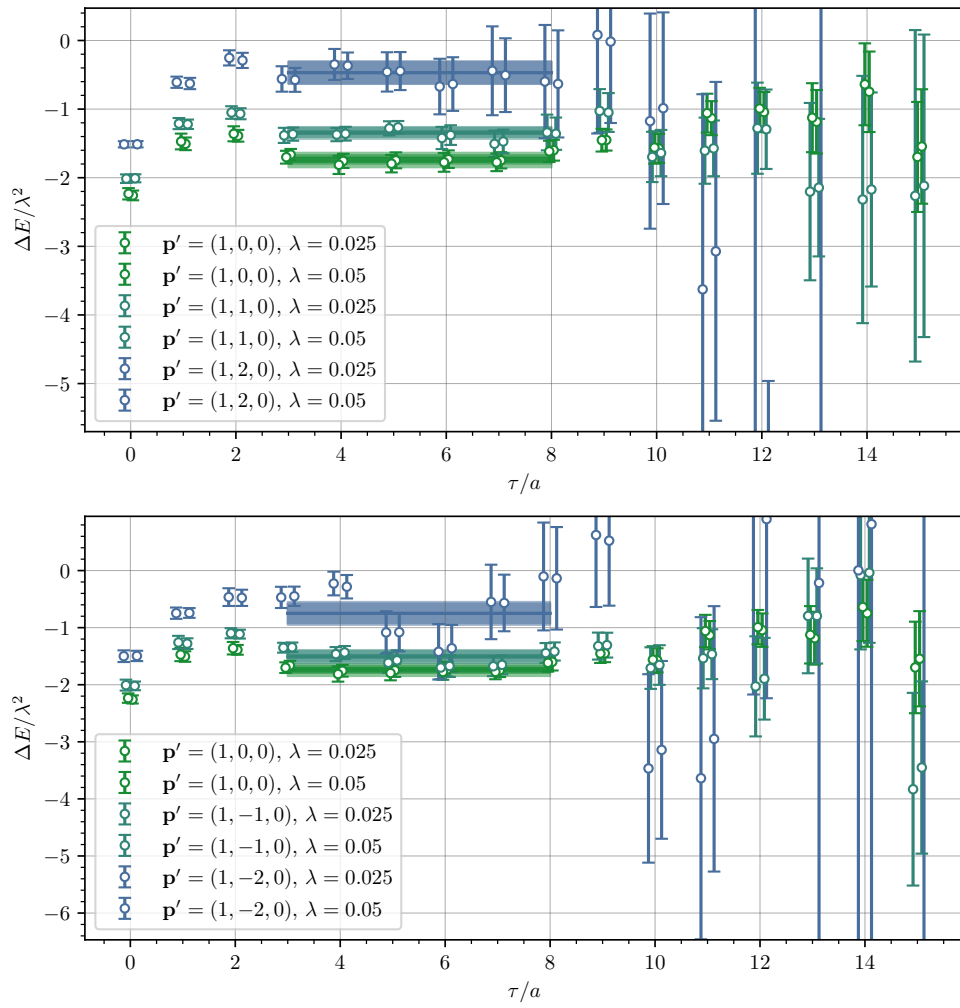 0
−1
−2
−3
−4
−5
ΔE/λ²
p′ = (1, 0, 0), λ = 0.025
p′ = (1, 0, 0), λ = 0.05
p′ = (1, 1, 0), λ = 0.025
p′ = (1, 1, 0), λ = 0.05
p′ = (1, 2, 0), λ = 0.025
p′ = (1, 2, 0), λ = 0.05
0 2 4 6 8 10 12 14
τ/a
0
−1
−2
−3
−4
−5
−6
ΔE/λ²
p′ = (1, 0, 0), λ = 0.025
p′ = (1, 0, 0), λ = 0.05
p′ = (1, −1, 0), λ = 0.025
p′ = (1, −1, 0), λ = 0.05
p′ = (1, −2, 0), λ = 0.025
p′ = (1, −2, 0), λ = 0.05
0 2 4 6 8 10 12 14
τ/a